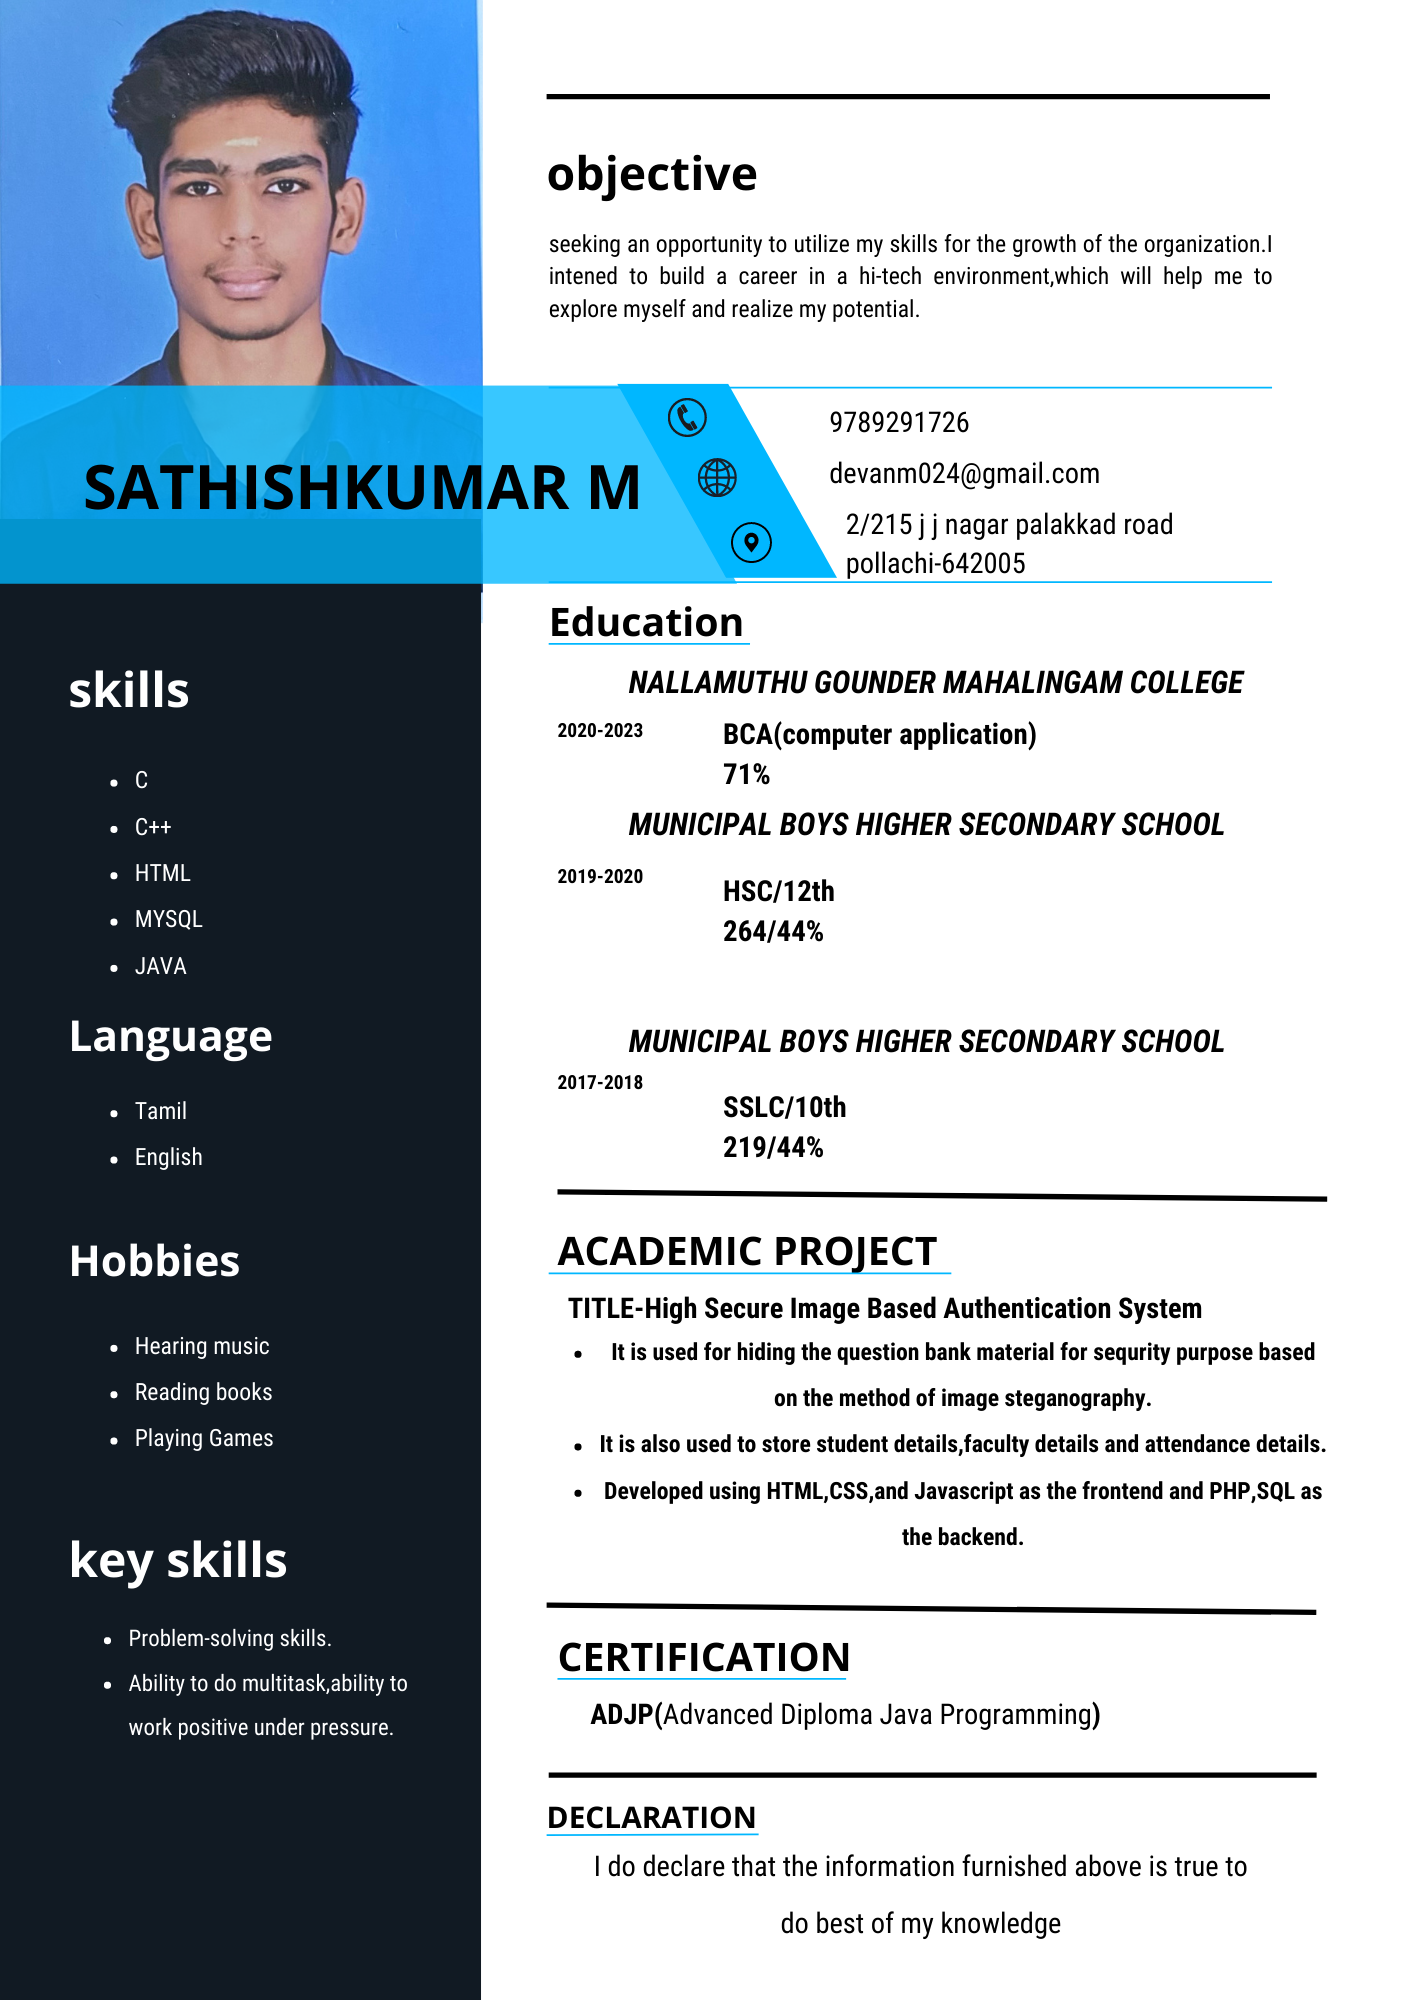 objective
seeking an opportunity to utilize my skills for the growth of the organization.I
intened to build a career in a hi-tech environment,which will help me to
explore myself and realize my potential.
SATHISHKUMAR M
9789291726
devanm024@gmail.com
2/215 j j nagar palakkad road
pollachi-642005
skills
C
C++
HTML
MYSQL
JAVA
Language
Tamil
English
Hobbies
Hearing music
Reading books
Playing Games
key skills
Problem-solving skills.
Ability to do multitask,ability to
work positive under pressure.
Education
NALLAMUTHU GOUNDER MAHALINGAM COLLEGE
2020-2023
BCA(computer application)
71%
MUNICIPAL BOYS HIGHER SECONDARY SCHOOL
2019-2020
HSC/12th
264/44%
MUNICIPAL BOYS HIGHER SECONDARY SCHOOL
2017-2018
SSLC/10th
219/44%
ACADEMIC PROJECT
TITLE-High Secure Image Based Authentication System
It is used for hiding the question bank material for sequrity purpose based
on the method of image steganography.
It is also used to store student details,faculty details and attendance details.
Developed using HTML,CSS,and Javascript as the frontend and PHP,SQL as
the backend.
CERTIFICATION
ADJP(Advanced Diploma Java Programming)
DECLARATION
I do declare that the information furnished above is true to
do best of my knowledge